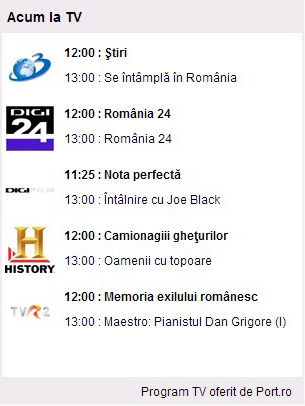 Acum la TV
3
12:00 : Ştiri
13:00 : Se întâmplă în România
DIGI
24
12:00 : România 24
13:00 : România 24
DIGI FILM
11:25 : Nota perfectă
13:00 : Întâlnire cu Joe Black
H
HISTORY
12:00 : Camionagiii gheţurilor
13:00 : Oamenii cu topoare
TVR2
12:00 : Memoria exilului românesc
13:00 : Maestro: Pianistul Dan Grigore (I)
Program TV oferit de Port.ro